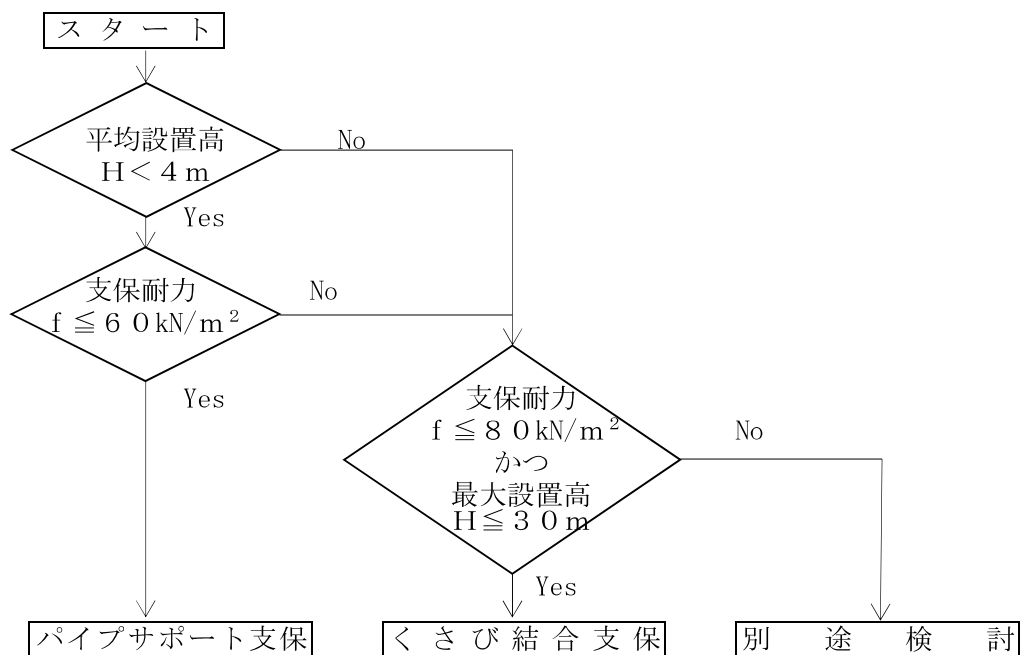 スタート
平均設置高
H<4m
No
Yes
支保耐力
f≦60kN/m²
No
Yes
支保耐力
f≦80kN/m²
かつ
最大設置高
H≦30m
No
Yes
パイプサポート支保
くさび結合支保
別途検討